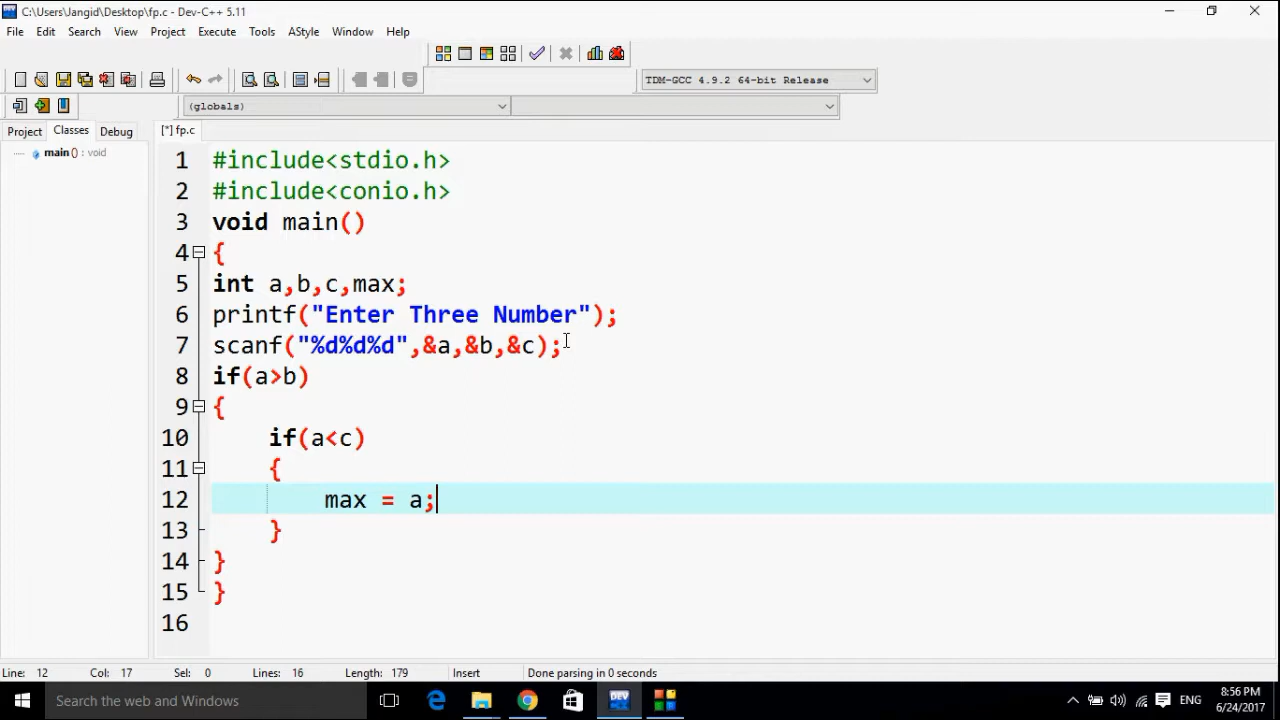 C:\Users\Jangid\Desktop\fp.c - Dev-C++ 5.11
File Edit Search View Project Execute Tools AStyle Window Help
TDM-GCC 4.9.2 64-bit Release
(globals)
Project Classes Debug [*] fp.c
main () : void
1 #include<stdio.h>
2 #include<conio.h>
3 void main()
4 {
5 int a,b,c,max;
6 printf("Enter Three Number");
7 scanf("%d%d%d",&a,&b,&c);
8 if(a>b)
9 {
10 if(a<c)
11 {
12 max = a;
13 }
14 }
15 }
16
Line: 12 Col: 17 Sel: 0 Lines: 16 Length: 179 Insert Done parsing in 0 seconds
Search the web and Windows
DEV
ENG
8:56 PM
6/24/2017